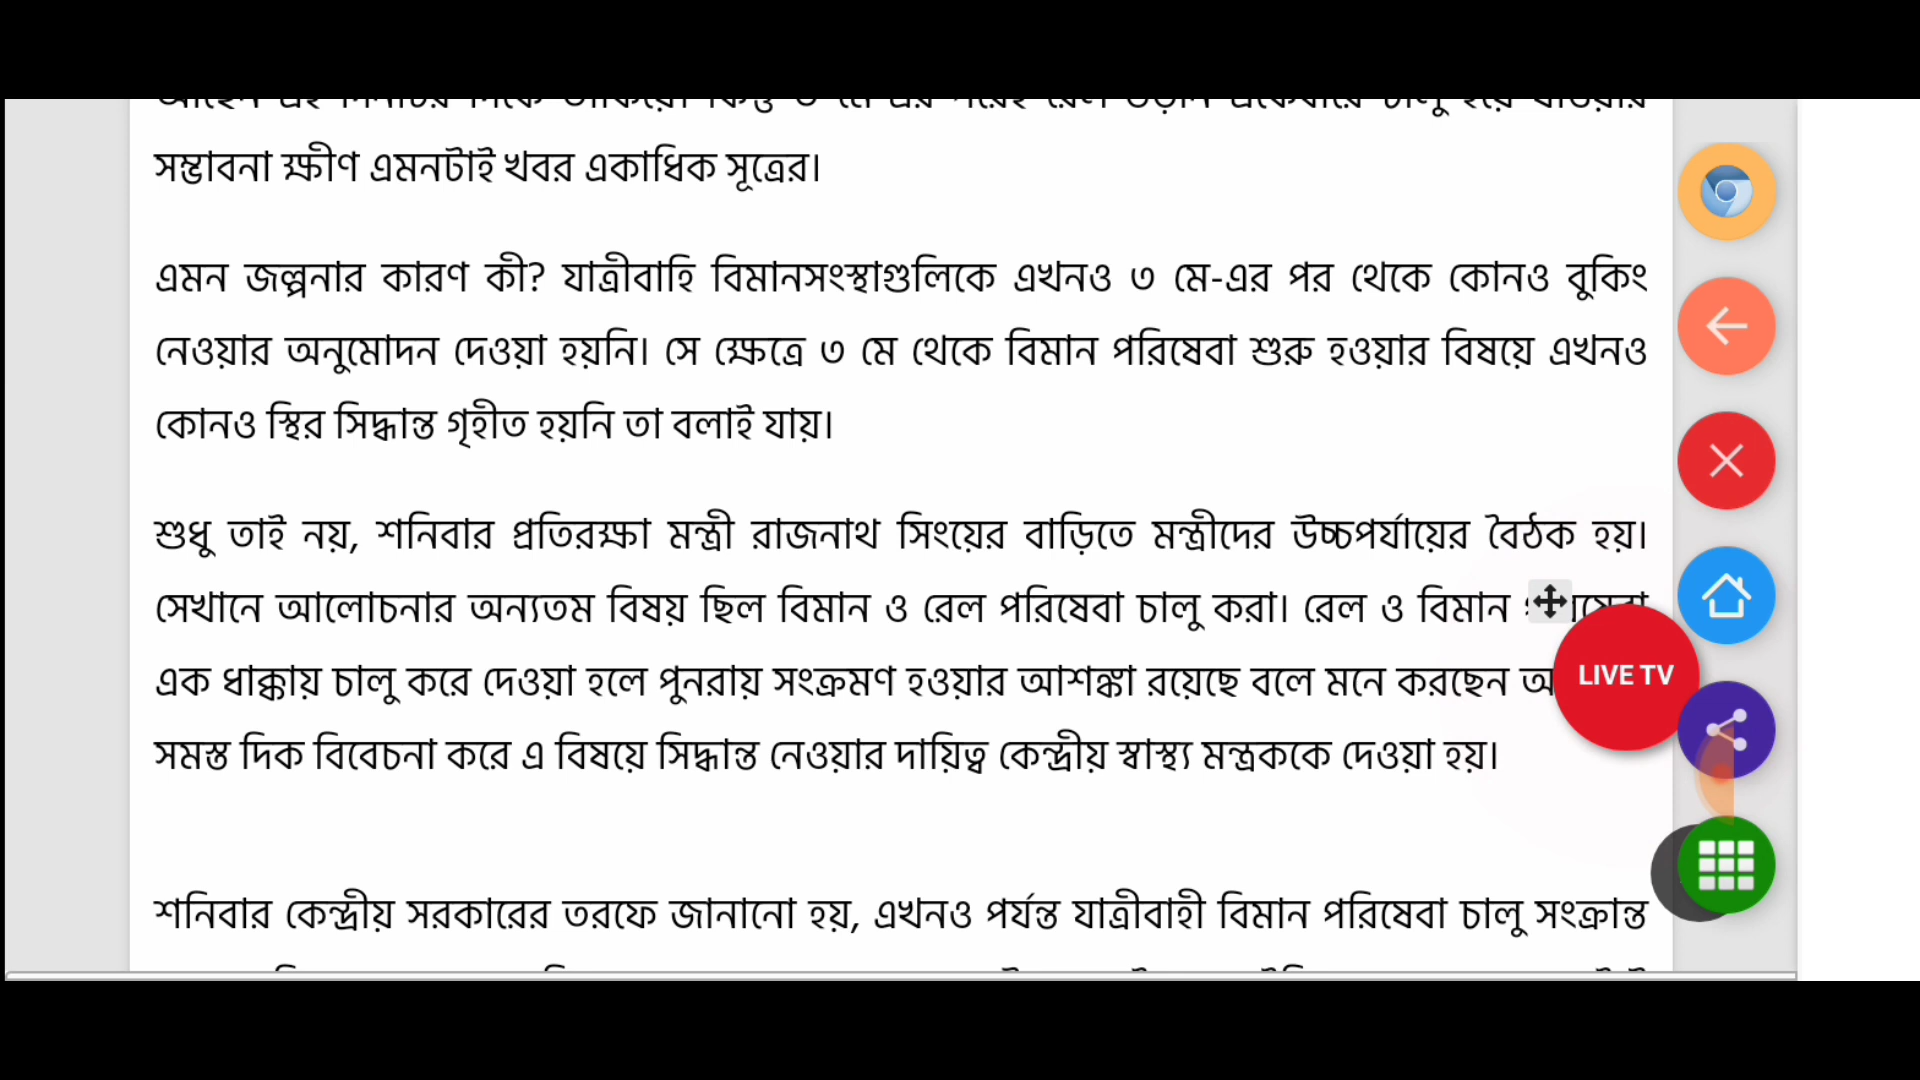 সম্ভাবনা ক্ষীণ এমনটাই খবর একাধিক সূত্রের।
এমন জল্পনার কারণ কী? যাত্রীবাহি বিমানসংস্থাগুলিকে এখনও ৩ মে-এর পর থেকে কোনও বুকিং
নেওয়ার অনুমোদন দেওয়া হয়নি। সে ক্ষেত্রে ৩ মে থেকে বিমান পরিষেবা শুরু হওয়ার বিষয়ে এখনও
কোনও স্থির সিদ্ধান্ত গৃহীত হয়নি তা বলাই যায়।
শুধু তাই নয়, শনিবার প্রতিরক্ষা মন্ত্রী রাজনাথ সিংয়ের বাড়িতে মন্ত্রীদের উচ্চপর্যায়ের বৈঠক হয়।
সেখানে আলোচনার অন্যতম বিষয় ছিল বিমান ও রেল পরিষেবা চালু করা। রেল ও বিমান
এক ধাক্কায় চালু করে দেওয়া হলে পুনরায় সংক্রমণ হওয়ার আশঙ্কা রয়েছে বলে মনে করছেন
LIVE TV
সমস্ত দিক বিবেচনা করে এ বিষয়ে সিদ্ধান্ত নেওয়ার দায়িত্ব কেন্দ্রীয় স্বাস্থ্য মন্ত্রককে দেওয়া হয়।
শনিবার কেন্দ্রীয় সরকারের তরফে জানানো হয়, এখনও পর্যন্ত যাত্রীবাহী বিমান পরিষেবা চালু সংক্রান্ত